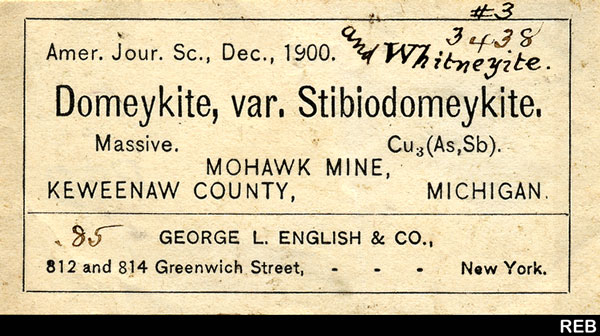 #3
3438
Amer. Jour. Sc., Dec., 1900. and Whitneyite.
Domeykite, var. Stibiodomeykite.
Massive. Cu₃(As,Sb).
MOHAWK MINE,
KEWEENAW COUNTY, MICHIGAN.
.85 GEORGE L. ENGLISH & CO.,
812 and 814 Greenwich Street, - - - New York.
REB